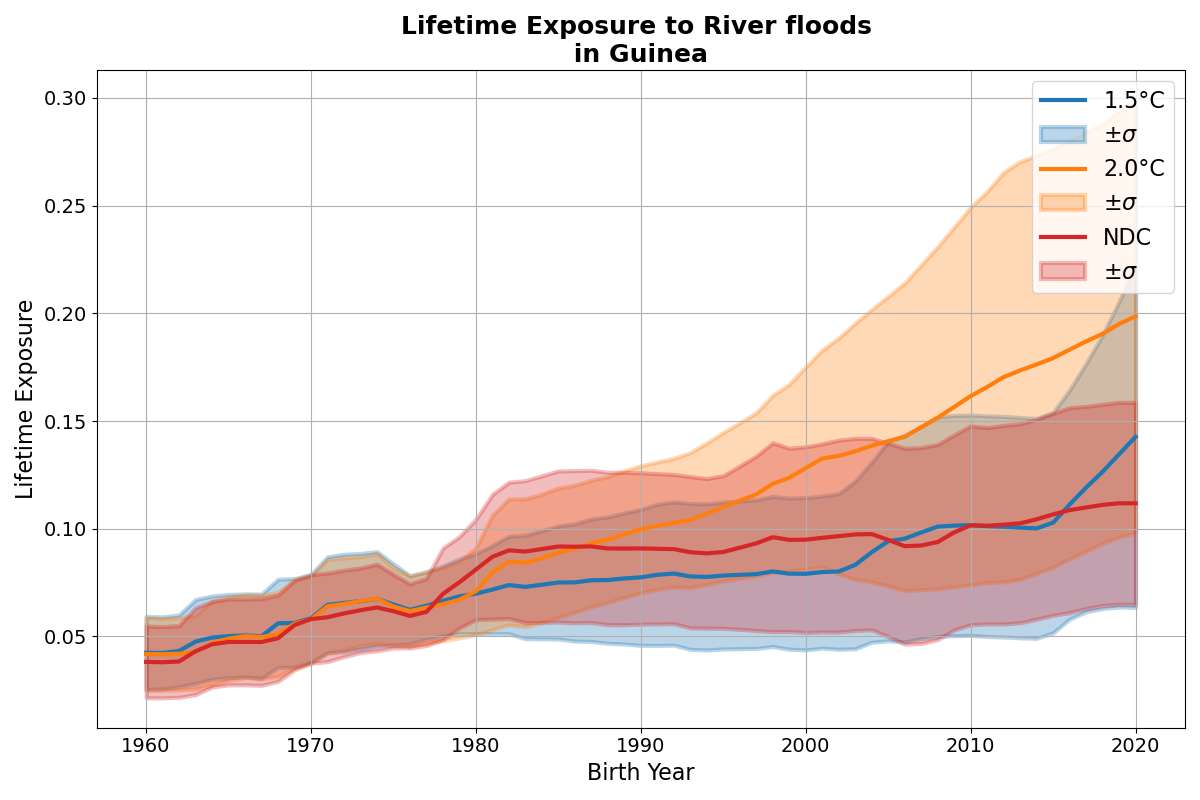 Lifetime Exposure to River floods
in Guinea
Lifetime Exposure
0.30
0.25
0.20
0.15
0.10
0.05
1.5°C
±σ
2.0°C
±σ
NDC
±σ
1960 1970 1980 1990 2000 2010 2020
Birth Year